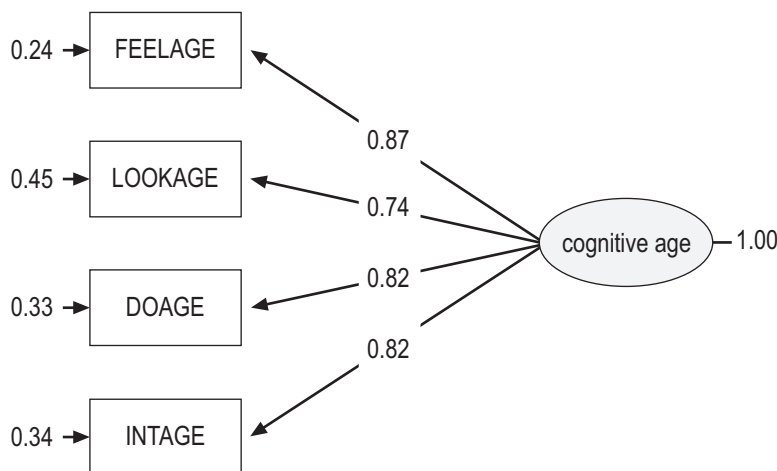 0.24
FEELAGE
0.87
0.45
LOOKAGE
0.74
cognitive age
1.00
0.33
DOAGE
0.82
0.82
0.34
INTAGE